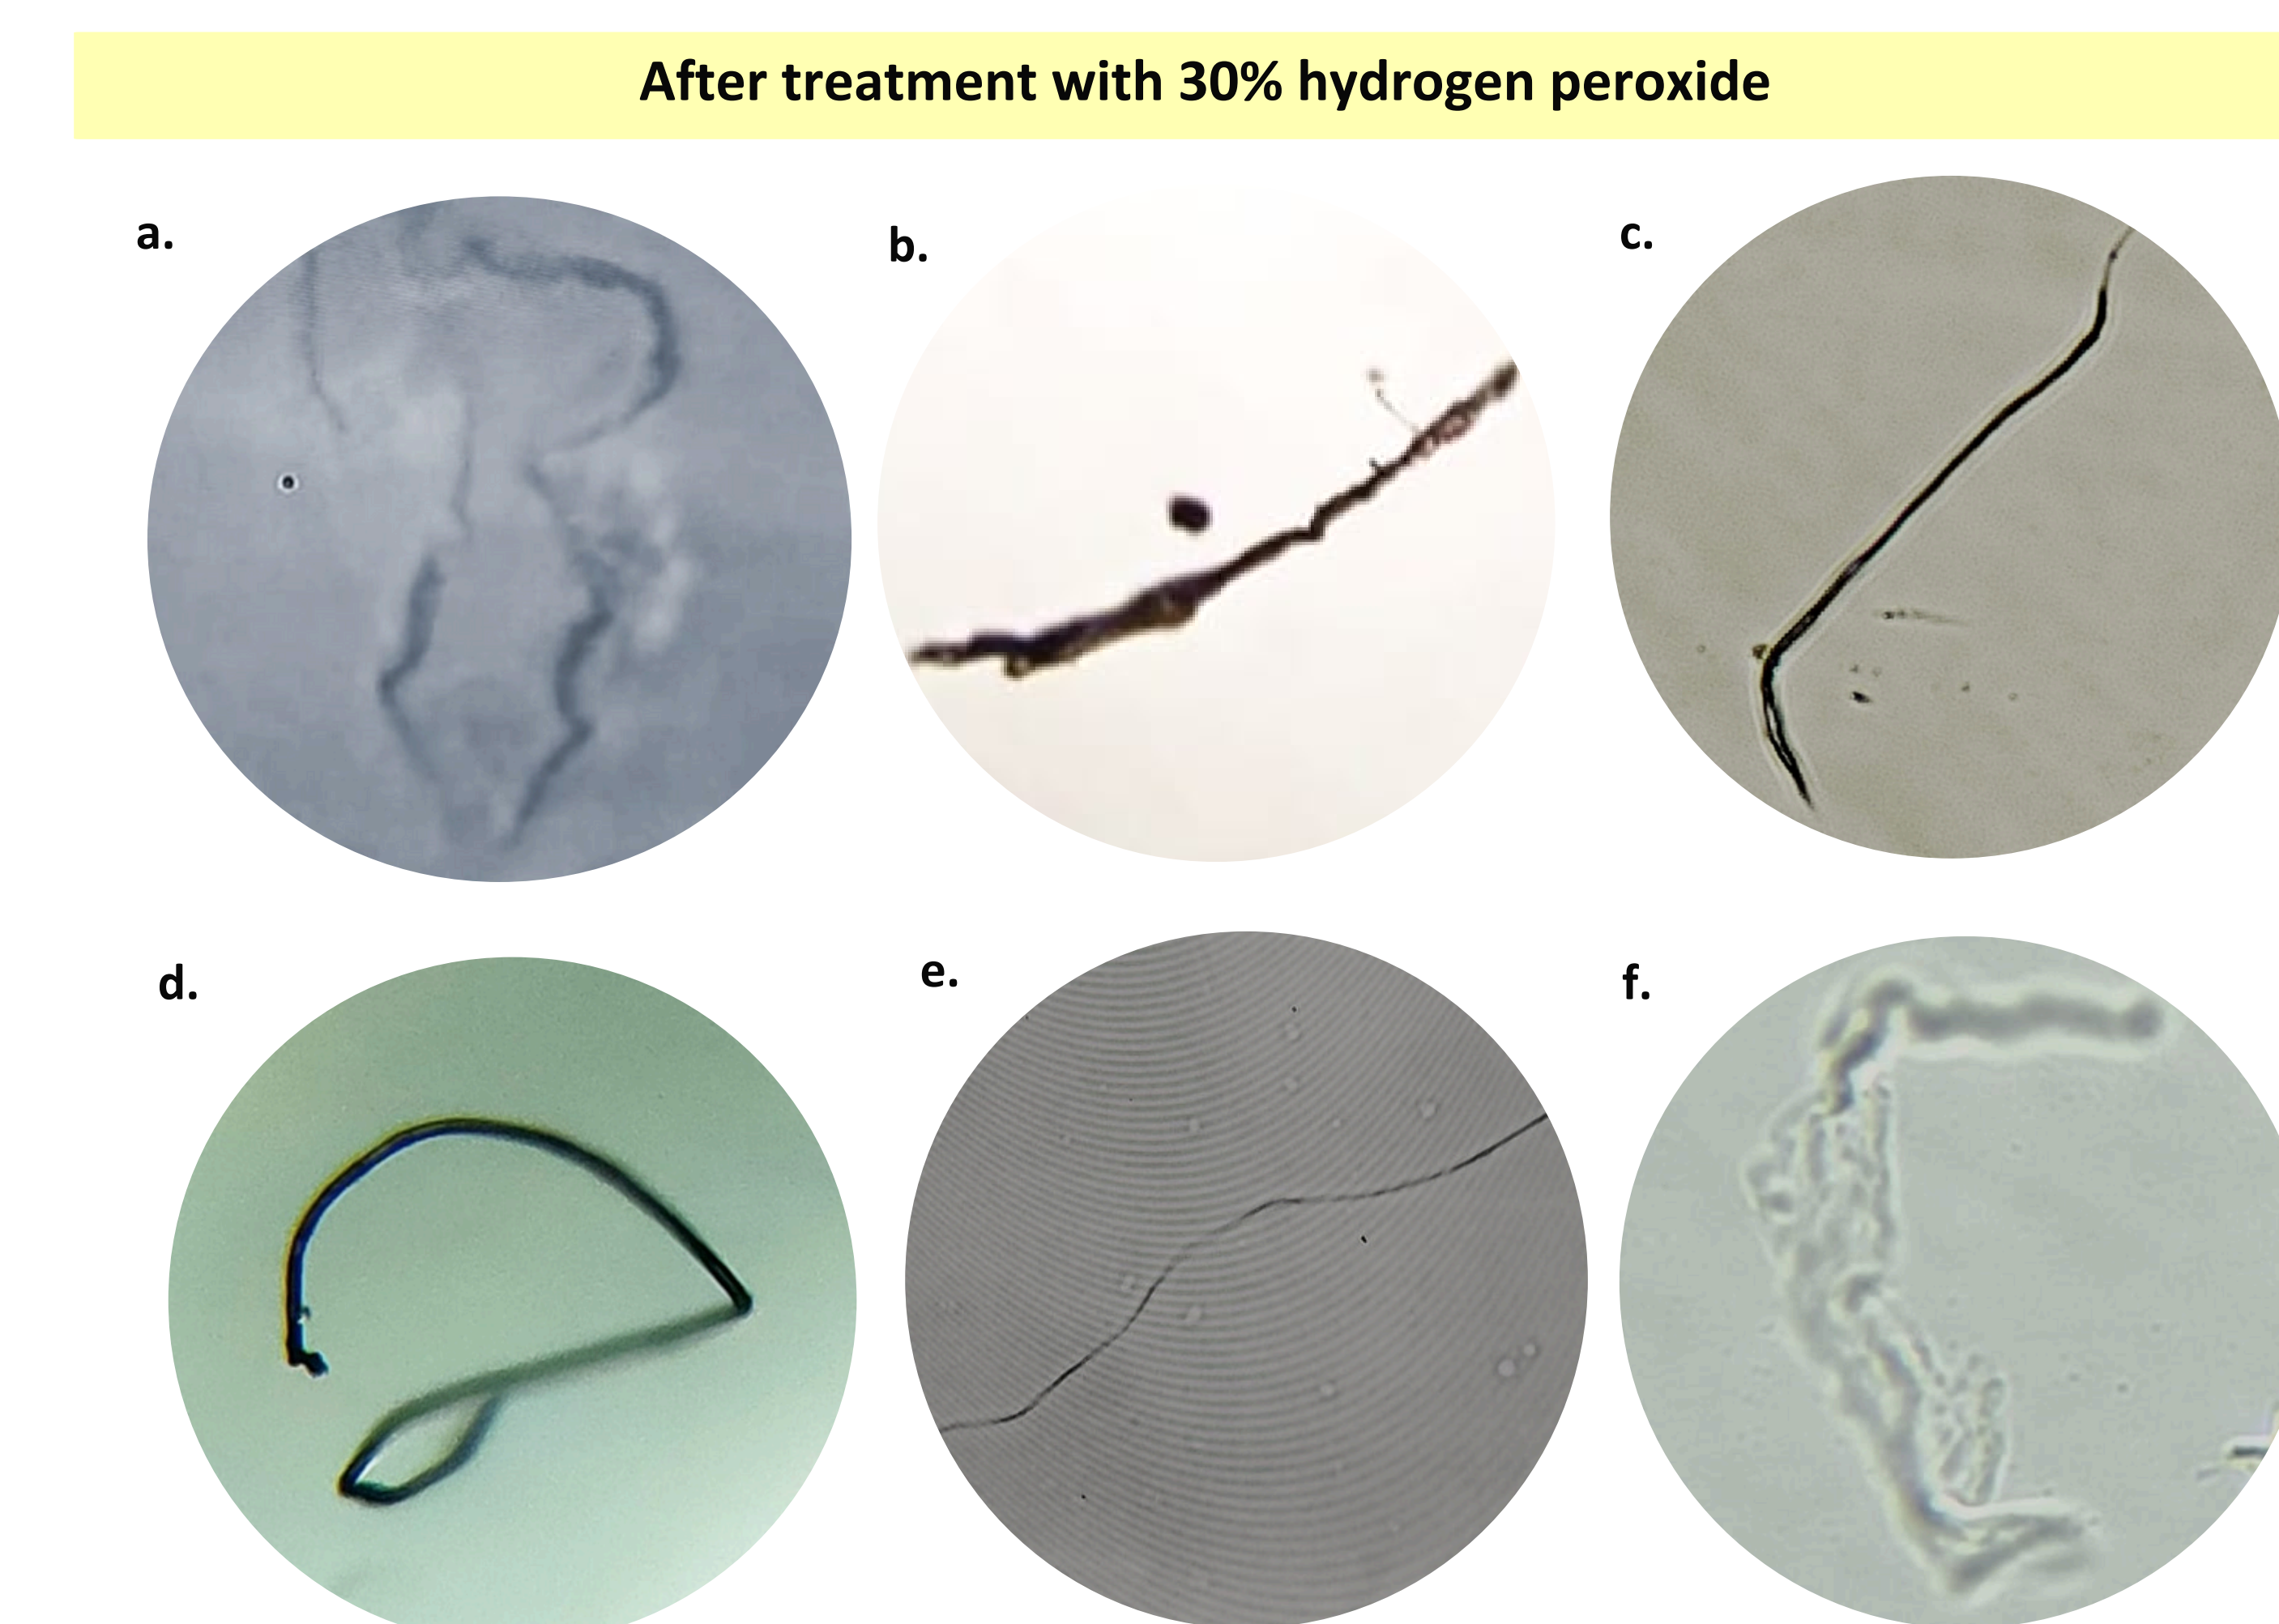 After treatment with 30% hydrogen peroxide
a.
b.
c.
d.
e.
f.